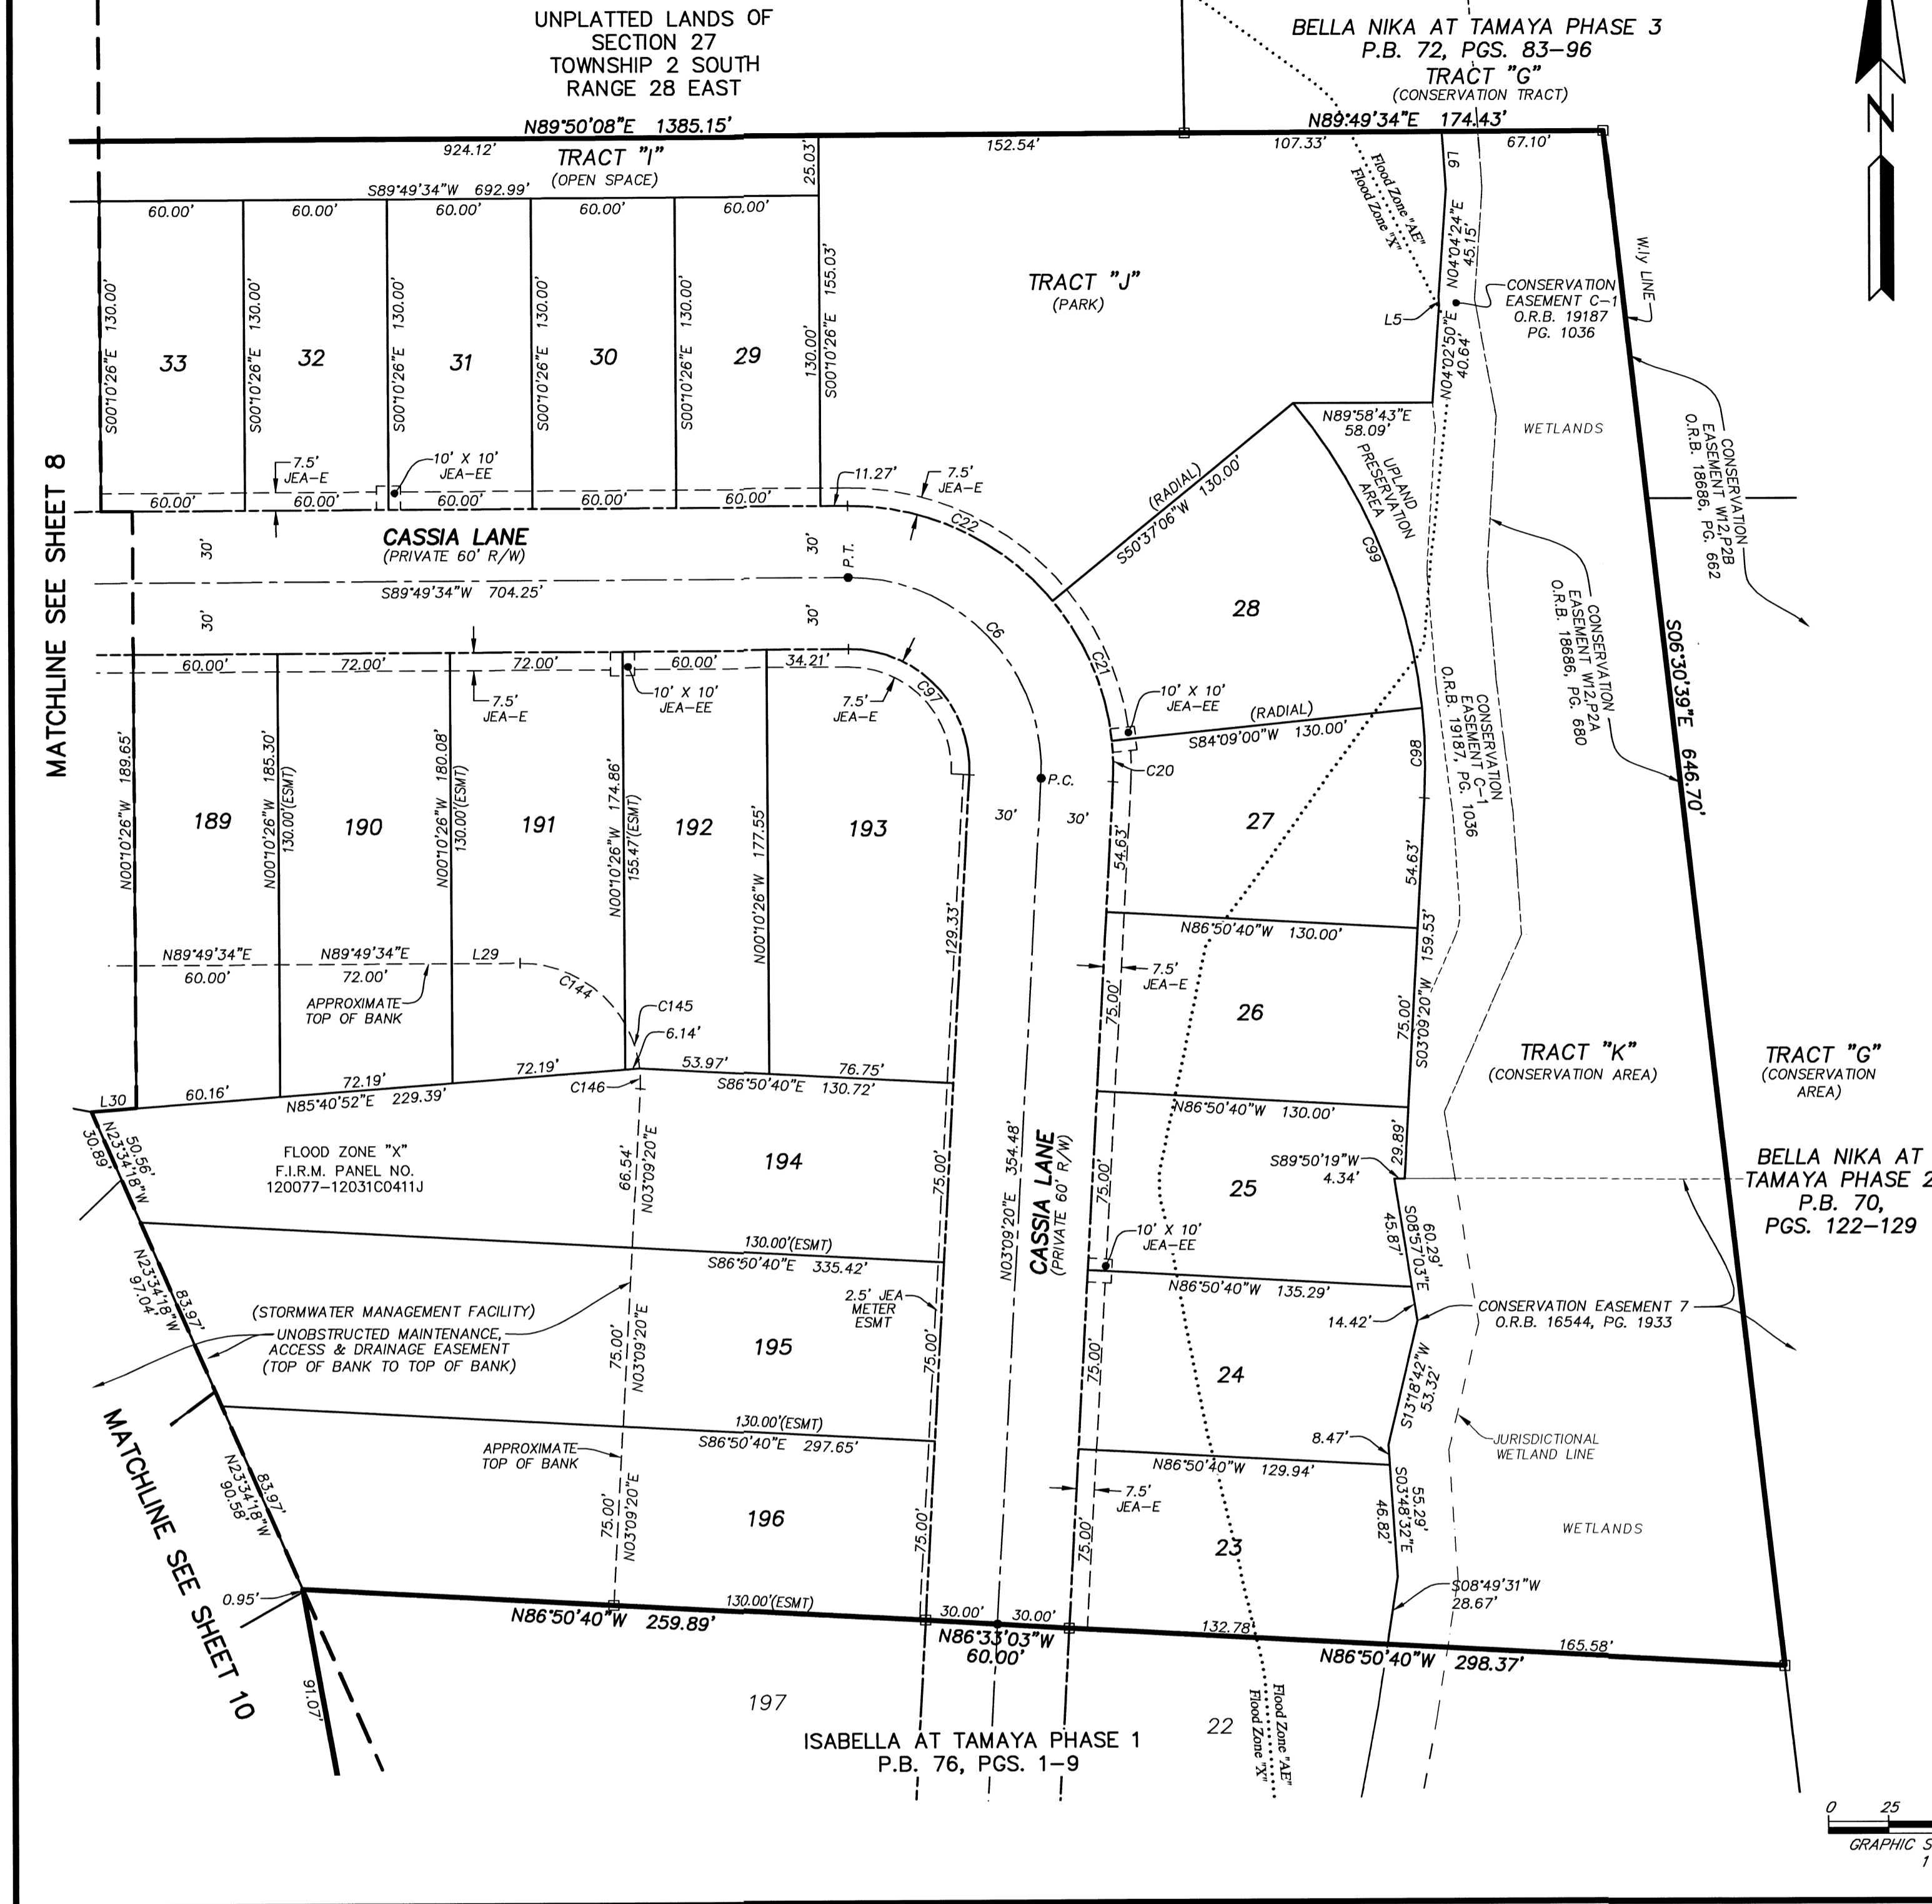 UNPLATTED LANDS OF
SECTION 27
TOWNSHIP 2 SOUTH
RANGE 28 EAST
BELLA NIKA AT TAMAYA PHASE 3
P.B. 72, PGS. 83–96
TRACT "G"
(CONSERVATION TRACT)
N
N89°50'08"E 1385.15'
N89°49'34"E 174.43'
924.12'
TRACT "I"
(OPEN SPACE)
25.03'
152.54'
107.33'
67.10'
L6
S89°49'34"W 692.99'
60.00'
60.00'
60.00'
60.00'
60.00'
Flood Zone "AE"
Flood Zone "X"
S00°10'26"E 130.00'
S00°10'26"E 130.00'
S00°10'26"E 130.00'
S00°10'26"E 130.00'
S00°10'26"E 130.00'
130.00'
S00°10'26"E 155.03'
33
32
31
30
29
TRACT "J"
(PARK)
N04°04'24"E
45.15'
W.ly LINE
CONSERVATION
EASEMENT C–1
O.R.B. 19187
PG. 1036
L5
N04°02'50"E
40.64'
N89°58'43"E
58.09'
WETLANDS
CONSERVATION
EASEMENT W12,P2B
O.R.B. 18686, PG. 662
UPLAND
PRESERVATION
AREA
MATCHLINE SEE SHEET 8
7.5'
JEA–E
10' X 10'
JEA–EE
11.27'
7.5'
JEA–E
60.00'
60.00'
60.00'
60.00'
60.00'
(RADIAL)
S50°37'06"W 130.00'
C22
C99
CASSIA LANE
(PRIVATE 60' R/W)
30'
30'
P.T.
S89°49'34"W 704.25'
30'
30'
C6
28
CONSERVATION
EASEMENT W12,P2A
O.R.B. 18686, PG. 680
S06°30'39"E 646.70'
C21
60.00'
72.00'
72.00'
60.00'
34.21'
C97
7.5'
JEA–E
10' X 10'
JEA–EE
7.5'
JEA–E
10' X 10'
JEA–EE
(RADIAL)
S84°09'00"W 130.00'
C98
CONSERVATION
EASEMENT C–1
O.R.B. 19187, PG. 1036
C20
P.C.
30'
30'
N00°10'26"W 189.65'
N00°10'26"W 185.30'
130.00'(ESMT)
N00°10'26"W 180.08'
130.00'(ESMT)
N00°10'26"W 174.86'
155.47'(ESMT)
N00°10'26"W 177.55'
189
190
191
192
193
27
54.63'
54.63'
129.33'
N86°50'40"W 130.00'
S03°09'20"W 159.53'
N89°49'34"E
60.00'
N89°49'34"E
72.00'
L29
C144
APPROXIMATE
TOP OF BANK
C145
6.14'
7.5'
JEA–E
75.00'
26
75.00'
TRACT "K"
(CONSERVATION AREA)
TRACT "G"
(CONSERVATION
AREA)
L30
60.16'
72.19'
72.19'
N85°40'52"E 229.39'
C146
53.97'
76.75'
S86°50'40"E 130.72'
N86°50'40"W 130.00'
30.89'
50.56'
N23°34'18"W
FLOOD ZONE "X"
F.I.R.M. PANEL NO.
120077–12031C0411J
66.54'
N03°09'20"E
194
75.00'
N03°09'20"E 354.48'
CASSIA LANE
(PRIVATE 60' R/W)
75.00'
25
29.89'
S89°50'19"W
4.34'
BELLA NIKA AT
TAMAYA PHASE 2
P.B. 70,
PGS. 122–129
130.00'(ESMT)
S86°50'40"E 335.42'
10' X 10'
JEA–EE
45.87'
60.29'
S08°57'03"E
N86°50'40"W 135.29'
83.97'
N23°34'18"W
97.04'
(STORMWATER MANAGEMENT FACILITY)
UNOBSTRUCTED MAINTENANCE,
ACCESS & DRAINAGE EASEMENT
(TOP OF BANK TO TOP OF BANK)
75.00'
N03°09'20"E
195
2.5' JEA
METER
ESMT
75.00'
75.00'
24
14.42'
CONSERVATION EASEMENT 7
O.R.B. 16544, PG. 1933
S13°18'42"W
53.32'
MATCHLINE SEE SHEET 10
APPROXIMATE
TOP OF BANK
130.00'(ESMT)
S86°50'40"E 297.65'
8.47'
JURISDICTIONAL
WETLAND LINE
N86°50'40"W 129.94'
83.97'
N23°34'18"W
90.58'
75.00'
N03°09'20"E
196
75.00'
7.5'
JEA–E
75.00'
23
46.82'
55.29'
S03°48'32"E
WETLANDS
S08°49'31"W
28.67'
0.95'
130.00'(ESMT)
N86°50'40"W 259.89'
30.00'
30.00'
N86°33'03"W
60.00'
132.78'
165.58'
N86°50'40"W 298.37'
91.07'
197
22
Flood Zone "AE"
Flood Zone "X"
ISABELLA AT TAMAYA PHASE 1
P.B. 76, PGS. 1–9
0
25
GRAPHIC S
1